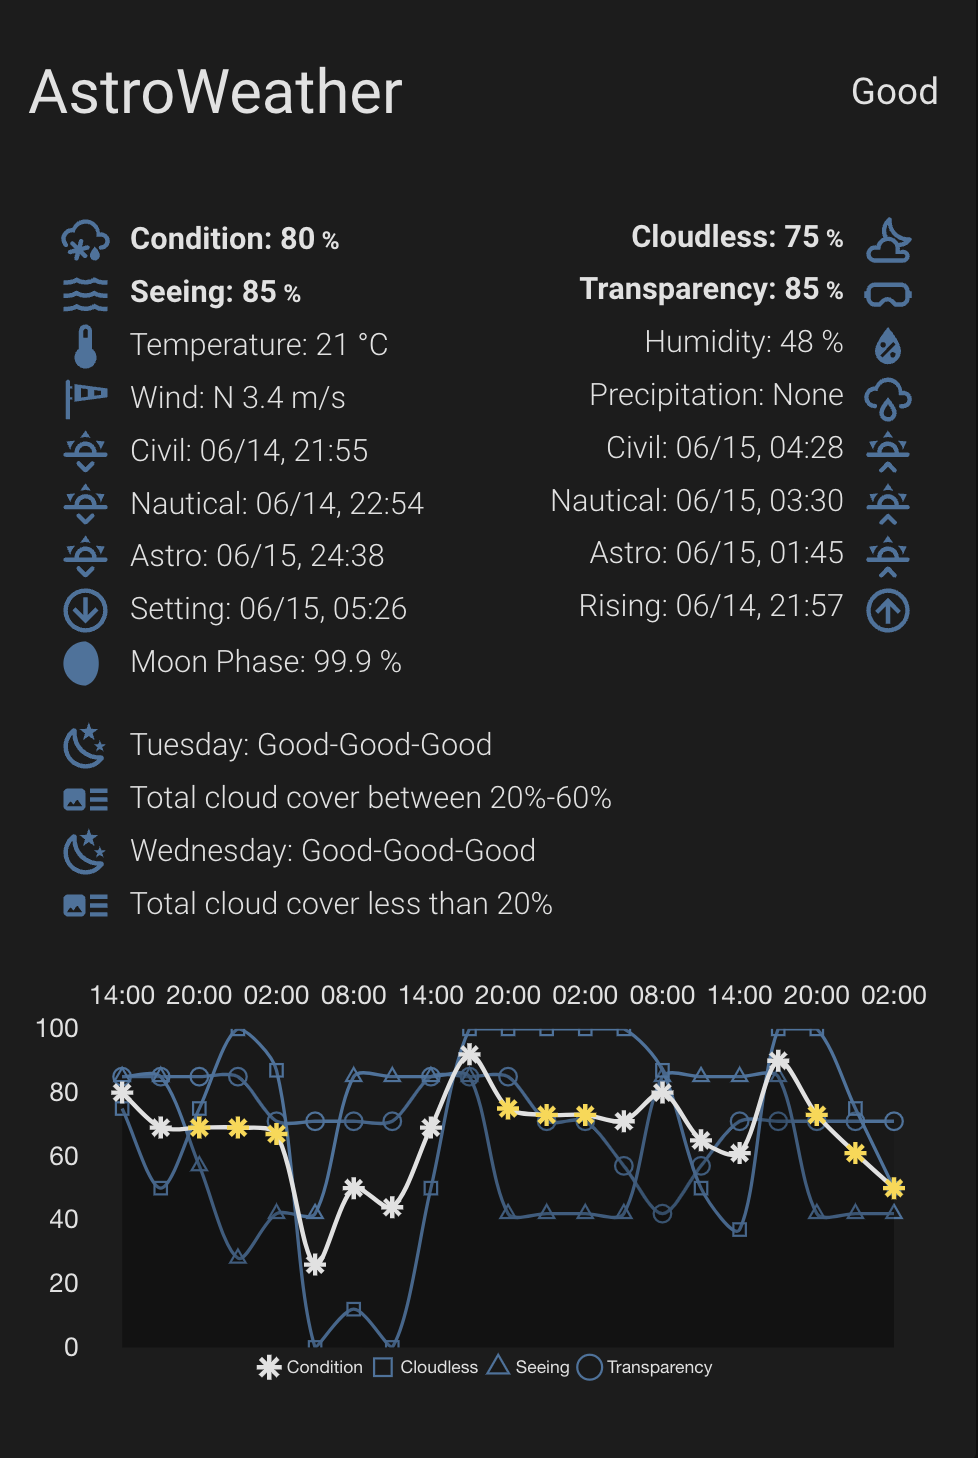 AstroWeather
Good
Condition: 80 %
Cloudless: 75 %
Seeing: 85 %
Transparency: 85 %
Temperature: 21 °C
Humidity: 48 %
Wind: N 3.4 m/s
Precipitation: None
Civil: 06/14, 21:55
Civil: 06/15, 04:28
Nautical: 06/14, 22:54
Nautical: 06/15, 03:30
Astro: 06/15, 24:38
Astro: 06/15, 01:45
Setting: 06/15, 05:26
Rising: 06/14, 21:57
Moon Phase: 99.9 %
Tuesday: Good-Good-Good
Total cloud cover between 20%-60%
Wednesday: Good-Good-Good
Total cloud cover less than 20%
14:00 20:00 02:00 08:00 14:00 20:00 02:00 08:00 14:00 20:00 02:00
100
80
60
40
20
0
Condition Cloudless Seeing Transparency